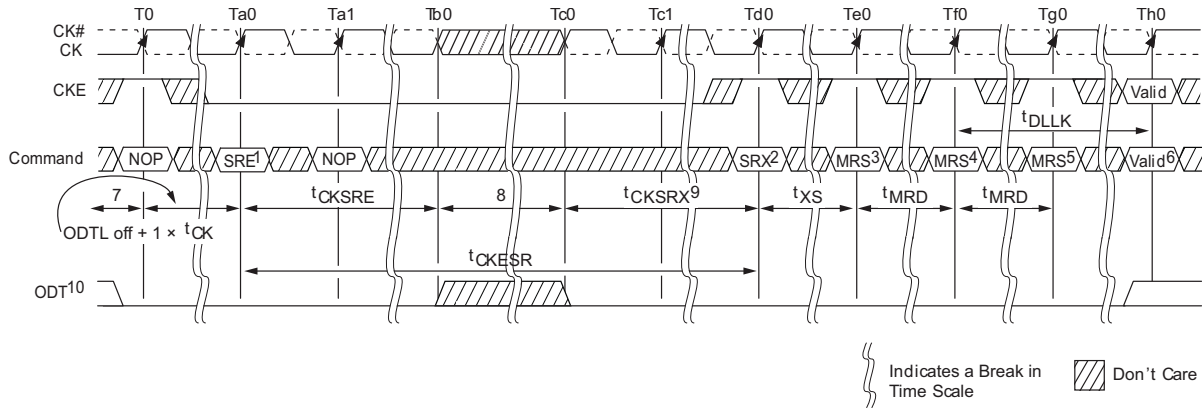 T0 Ta0 Ta1 Tb0 Tc0 Tc1 Td0 Te0 Tf0 Tg0 Th0
CK#
CK
CKE Valid
tDLLK
Command NOP SRE1 NOP SRX2 MRS3 MRS4 MRS5 Valid6
7 tCKSRE 8 tCKSRX9 tXS tMRD tMRD
ODTL off + 1 × tCK
tCKESR
ODT10
Indicates a Break in
Time Scale
Don't Care